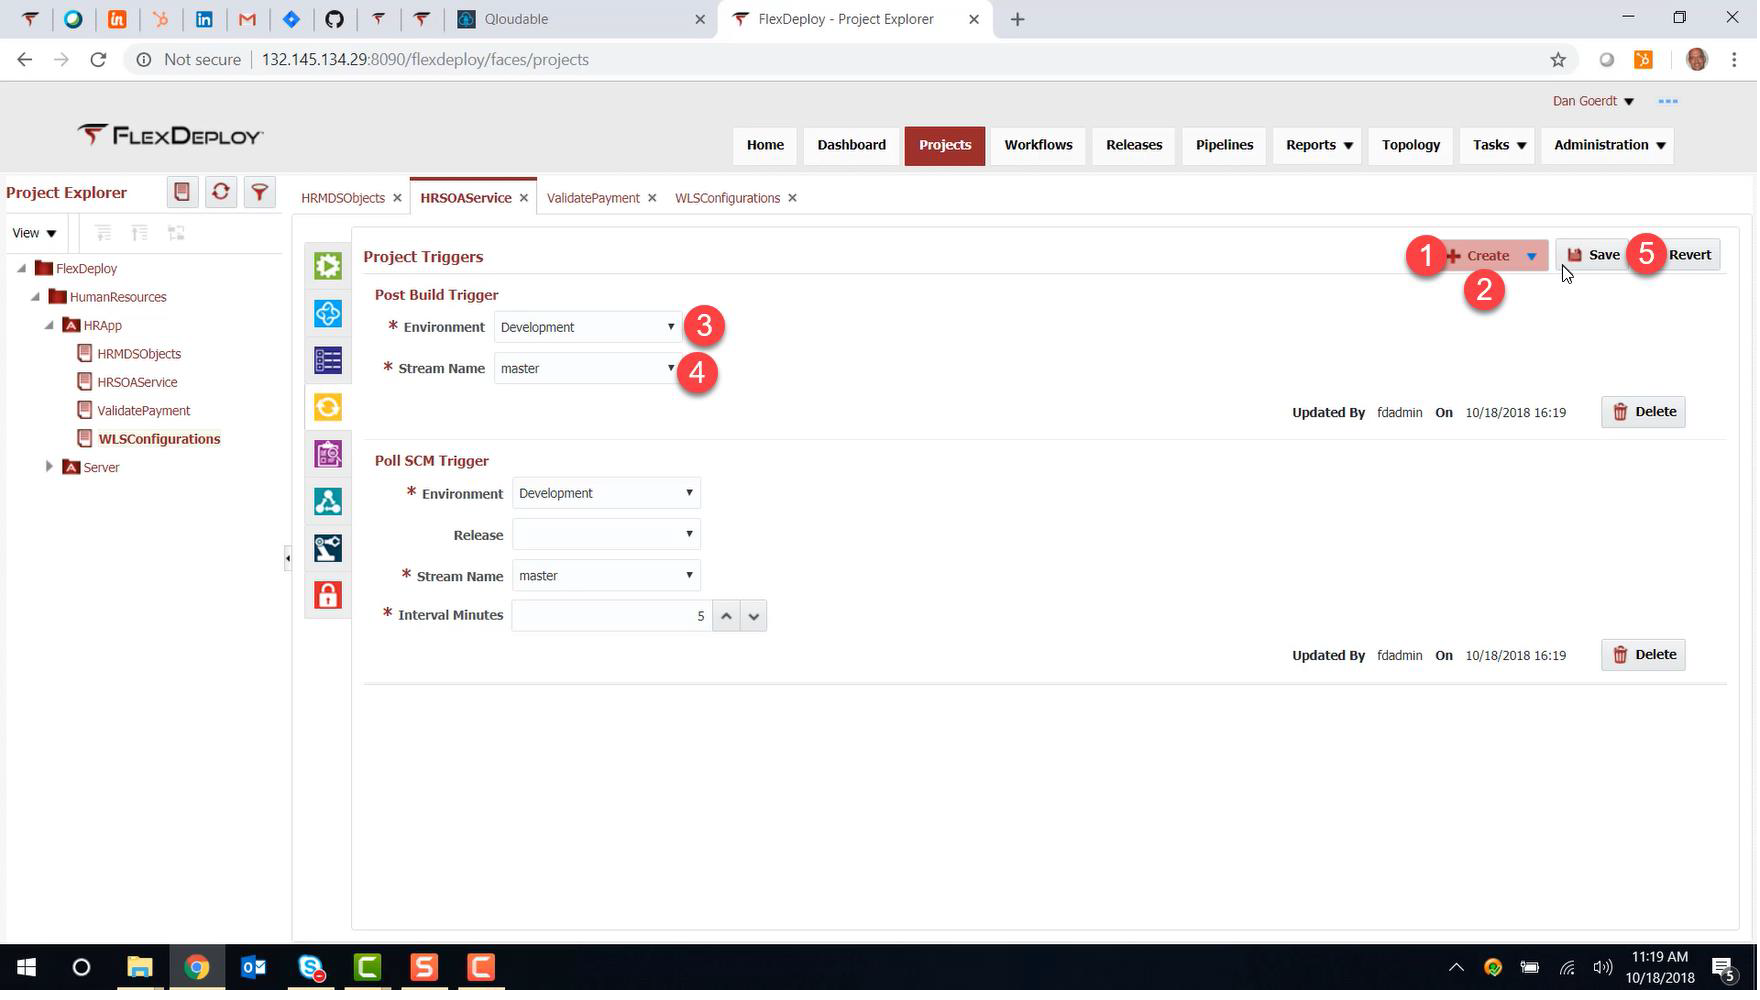 Qloudable
FlexDeploy - Project Explorer
Not secure 132.145.134.29:8090/flexdeploy/faces/projects
Dan Goerdt
FLEXDEPLOY
Home Dashboard Projects Workflows Releases Pipelines Reports Topology Tasks Administration
Project Explorer
View
FlexDeploy
HumanResources
HRApp
HRMDSObjects
HRSOAService
ValidatePayment
WLSConfigurations
Server
HRMDSObjects HRSOAService ValidatePayment WLSConfigurations
Project Triggers
1 Create Save 5 Revert
2
Post Build Trigger
* Environment Development 3
* Stream Name master 4
Updated By fdadmin On 10/18/2018 16:19 Delete
Poll SCM Trigger
* Environment Development
Release
* Stream Name master
* Interval Minutes 5
Updated By fdadmin On 10/18/2018 16:19 Delete
11:19 AM
10/18/2018
5